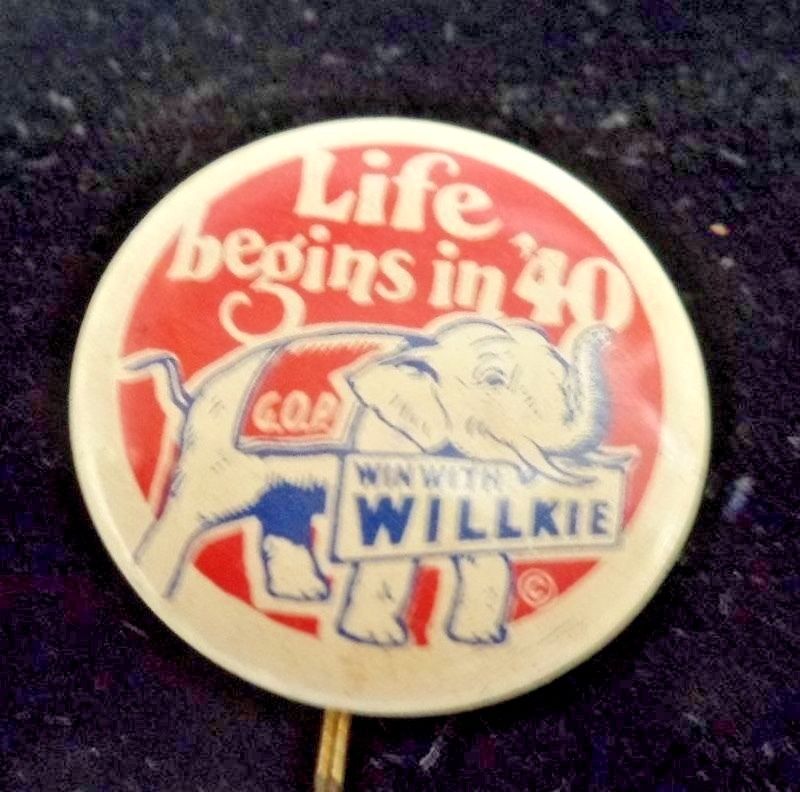 Life
begins in '40
G.O.P.
WIN WITH
WILLKIE
©